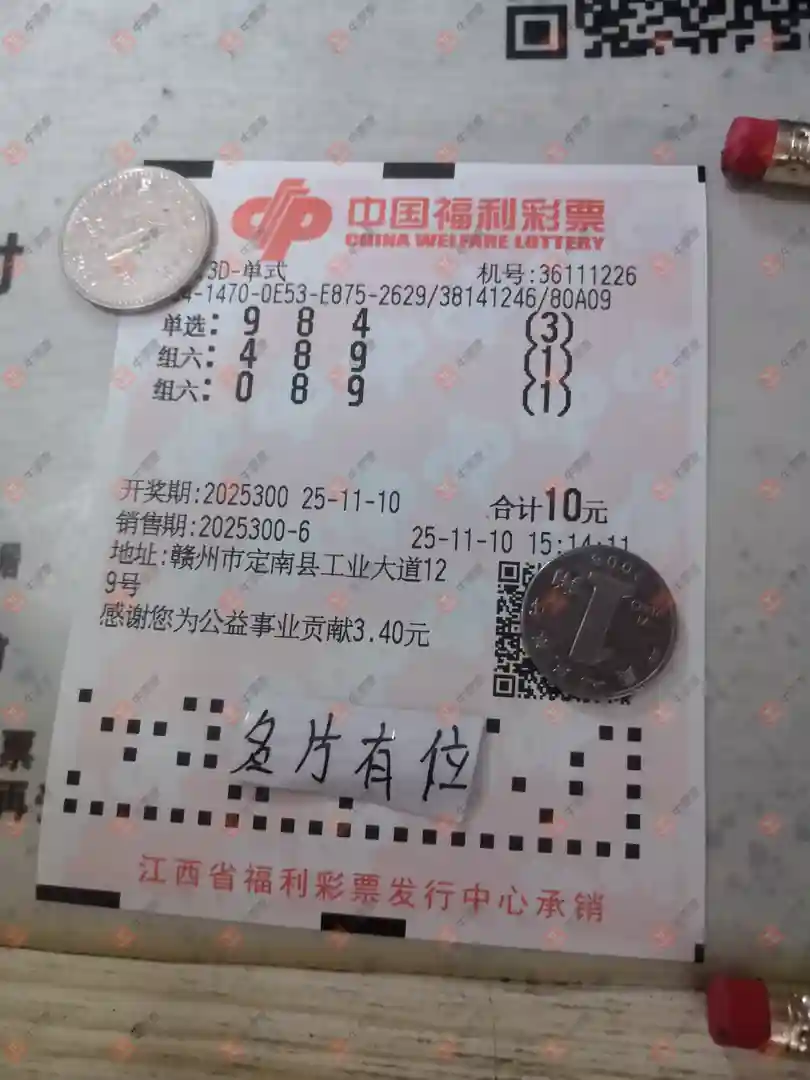 中国福利彩票
CHINA WELFARE LOTTERY
3D-单式 机号:36111226
4-1470-0E53-E875-2629/38141246/80A09
单选: 9 8 4 (3)
组六: 4 8 9 (1)
组六: 0 8 9 (1)
开奖期:2025300 25-11-10 合计10元
销售期:2025300-6 25-11-10 15:14:11
地址:赣州市定南县工业大道12
9号
感谢您为公益事业贡献3.40元
名片有位
江西省福利彩票发行中心承销